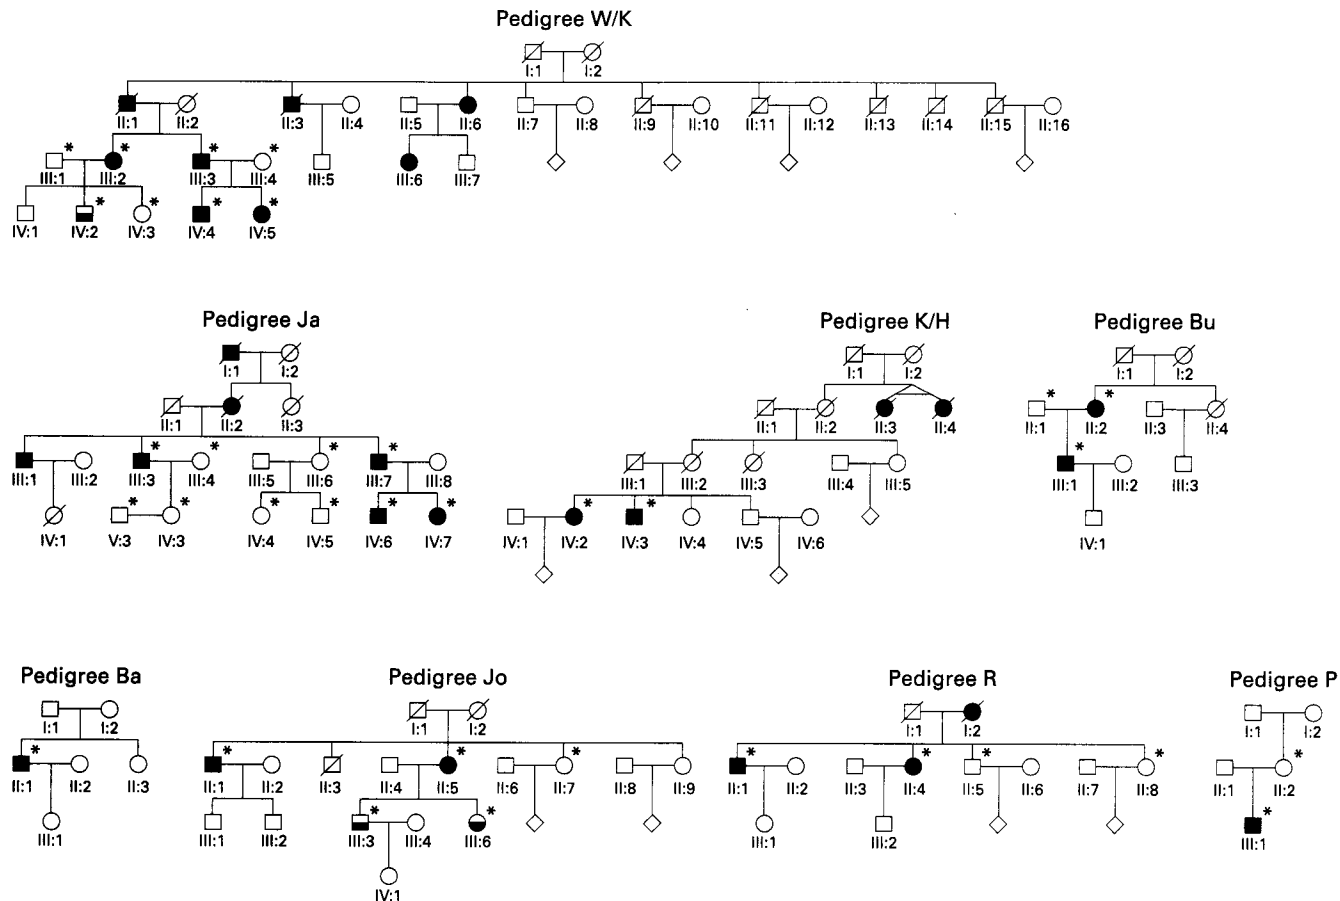 Pedigree W/K
I:1 I:2
II:1 II:2 II:3 II:4 II:5 II:6 II:7 II:8 II:9 II:10 II:11 II:12 II:13 II:14 II:15 II:16
* * * *
III:1 III:2 III:3 III:4 III:5 III:6 III:7
* * * *
IV:1 IV:2 IV:3 IV:4 IV:5
Pedigree Ja Pedigree K/H Pedigree Bu
I:1 I:2 I:1 I:2 I:1 I:2
* *
II:1 II:2 II:3 II:1 II:2 II:3 II:4 II:1 II:2 II:3 II:4
* * * * *
III:1 III:2 III:3 III:4 III:5 III:6 III:7 III:8 III:1 III:2 III:3 III:4 III:5 III:1 III:2 III:3
* * * * * * * *
IV:1 V:3 IV:3 IV:4 IV:5 IV:6 IV:7 IV:1 IV:2 IV:3 IV:4 IV:5 IV:6 IV:1
Pedigree Ba Pedigree Jo Pedigree R Pedigree P
I:1 I:2 I:1 I:2 I:1 I:2 I:1 I:2
* * * * * * * * *
II:1 II:2 II:3 II:1 II:2 II:3 II:4 II:5 II:6 II:7 II:8 II:9 II:1 II:2 II:3 II:4 II:5 II:6 II:7 II:8 II:1 II:2
* * *
III:1 III:1 III:2 III:3 III:4 III:6 III:1 III:2 III:1
IV:1